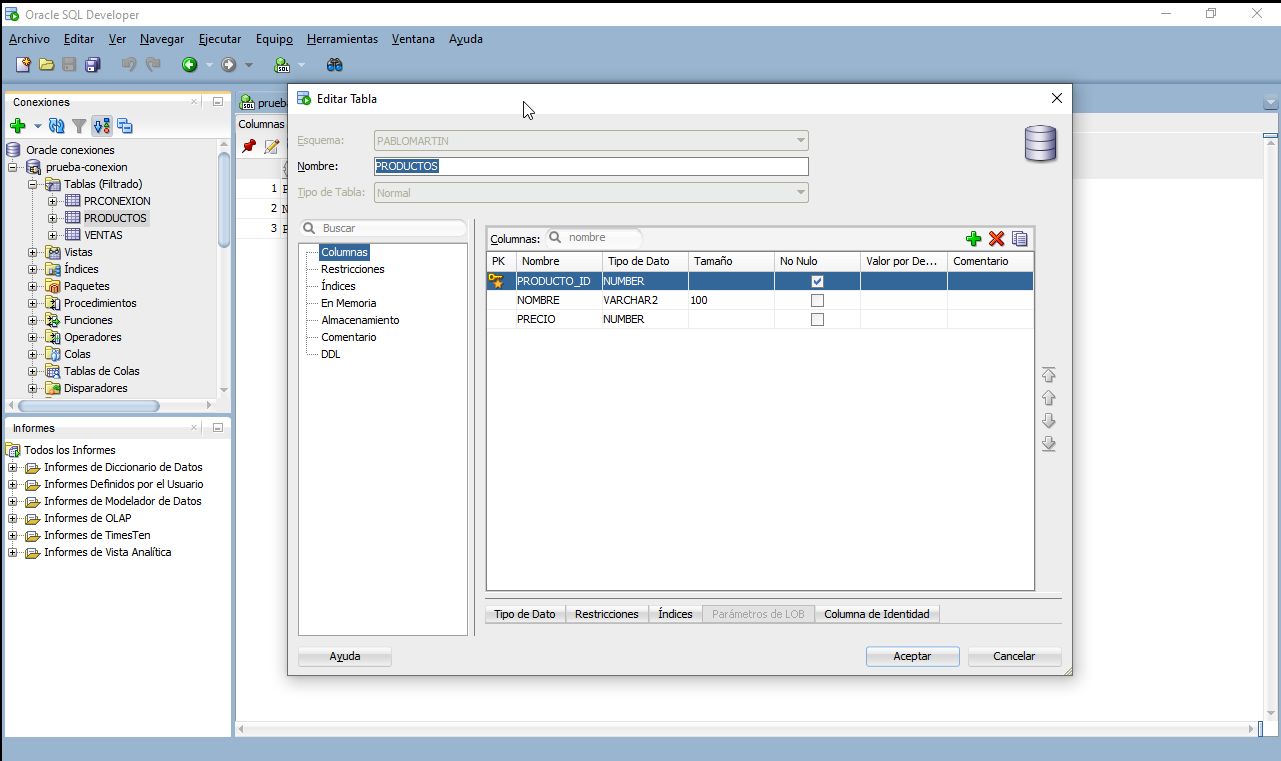 Oracle SQL Developer
Archivo Editar Ver Navegar Ejecutar Equipo Herramientas Ventana Ayuda
SQL SQL
Conexiones
Oracle conexiones
prueba-conexion
Tablas (Filtrado)
PRCONEXION
PRODUCTOS
VENTAS
Vistas
Índices
Paquetes
Procedimientos
Funciones
Operadores
Colas
Tablas de Colas
Disparadores
Informes
Todos los Informes
Informes de Diccionario de Datos
Informes Definidos por el Usuario
Informes de Modelador de Datos
Informes de OLAP
Informes de TimesTen
Informes de Vista Analítica
Columnas
1
2
3
Editar Tabla
Esquema: PABLOMARTIN
Nombre: PRODUCTOS
Tipo de Tabla: Normal
Buscar
Columnas
Restricciones
Índices
En Memoria
Almacenamiento
Comentario
DDL
Columnas: nombre
PK Nombre Tipo de Dato Tamaño No Nulo Valor por De... Comentario
PRODUCTO_ID NUMBER
NOMBRE VARCHAR2 100
PRECIO NUMBER
Tipo de Dato Restricciones Índices Parámetros de LOB Columna de Identidad
Ayuda Aceptar Cancelar